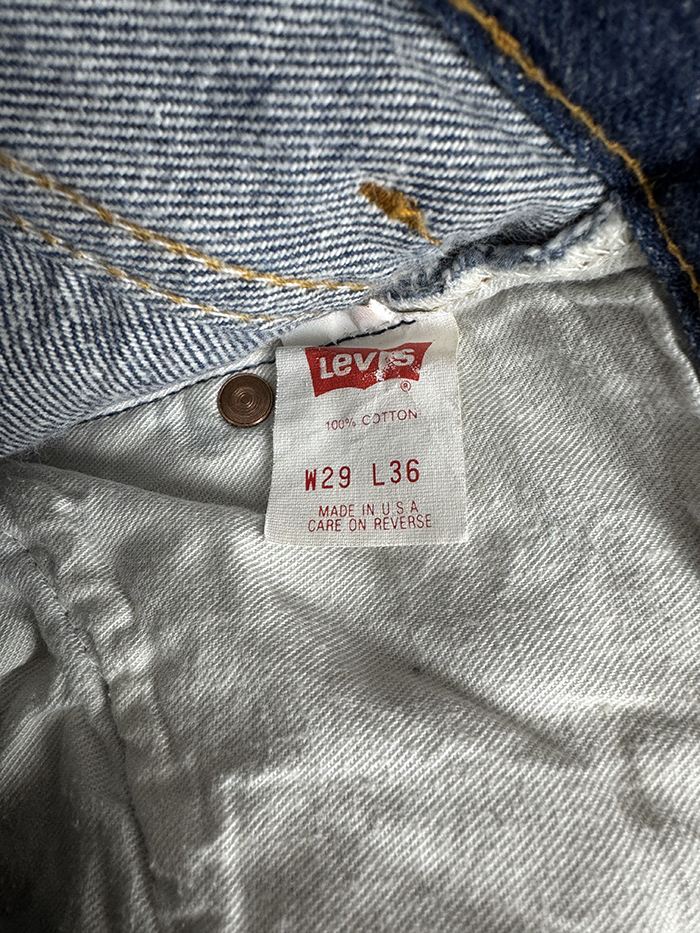 Levi's
®
100% COTTON
W29 L36
MADE IN U S A
CARE ON REVERSE